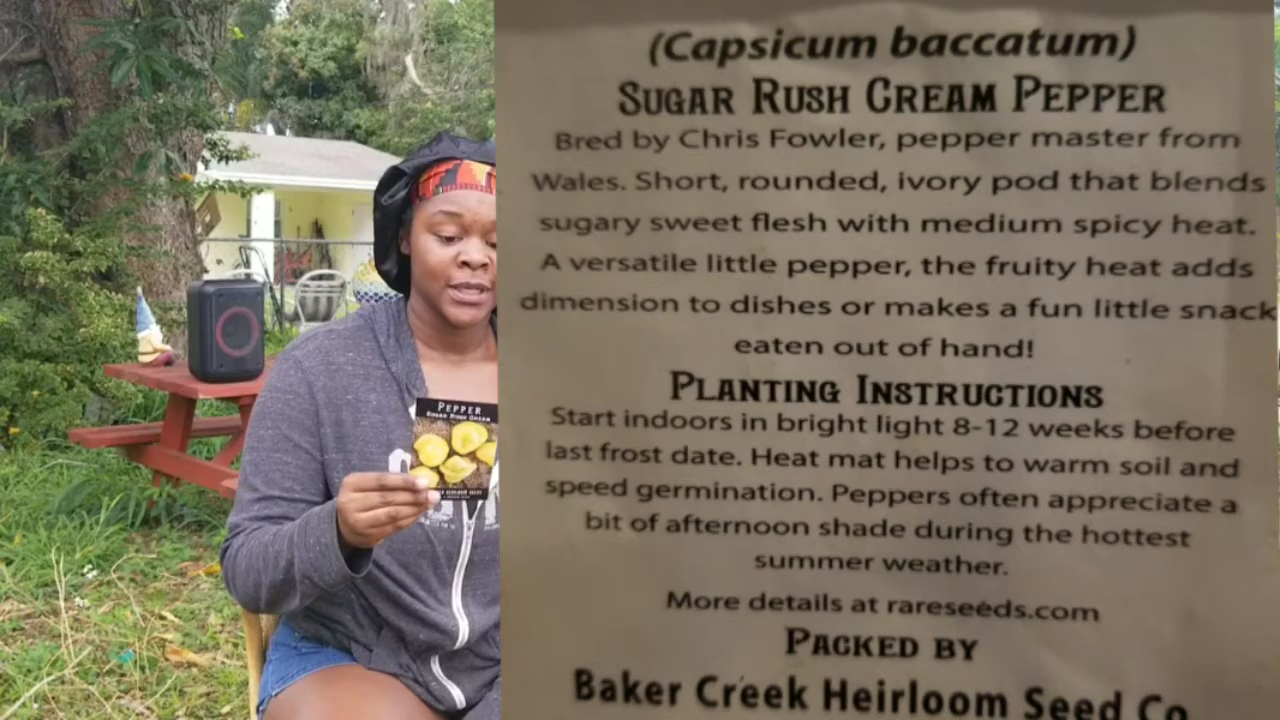 PEPPER
SUGAR RUSH CREAM
(Capsicum baccatum)
SUGAR RUSH CREAM PEPPER
Bred by Chris Fowler, pepper master from
Wales. Short, rounded, ivory pod that blends
sugary sweet flesh with medium spicy heat.
A versatile little pepper, the fruity heat adds
dimension to dishes or makes a fun little snack
eaten out of hand!
PLANTING INSTRUCTIONS
Start indoors in bright light 8-12 weeks before
last frost date. Heat mat helps to warm soil and
speed germination. Peppers often appreciate a
bit of afternoon shade during the hottest
summer weather.
More details at rareseeds.com
PACKED BY
Baker Creek Heirloom Seed Co